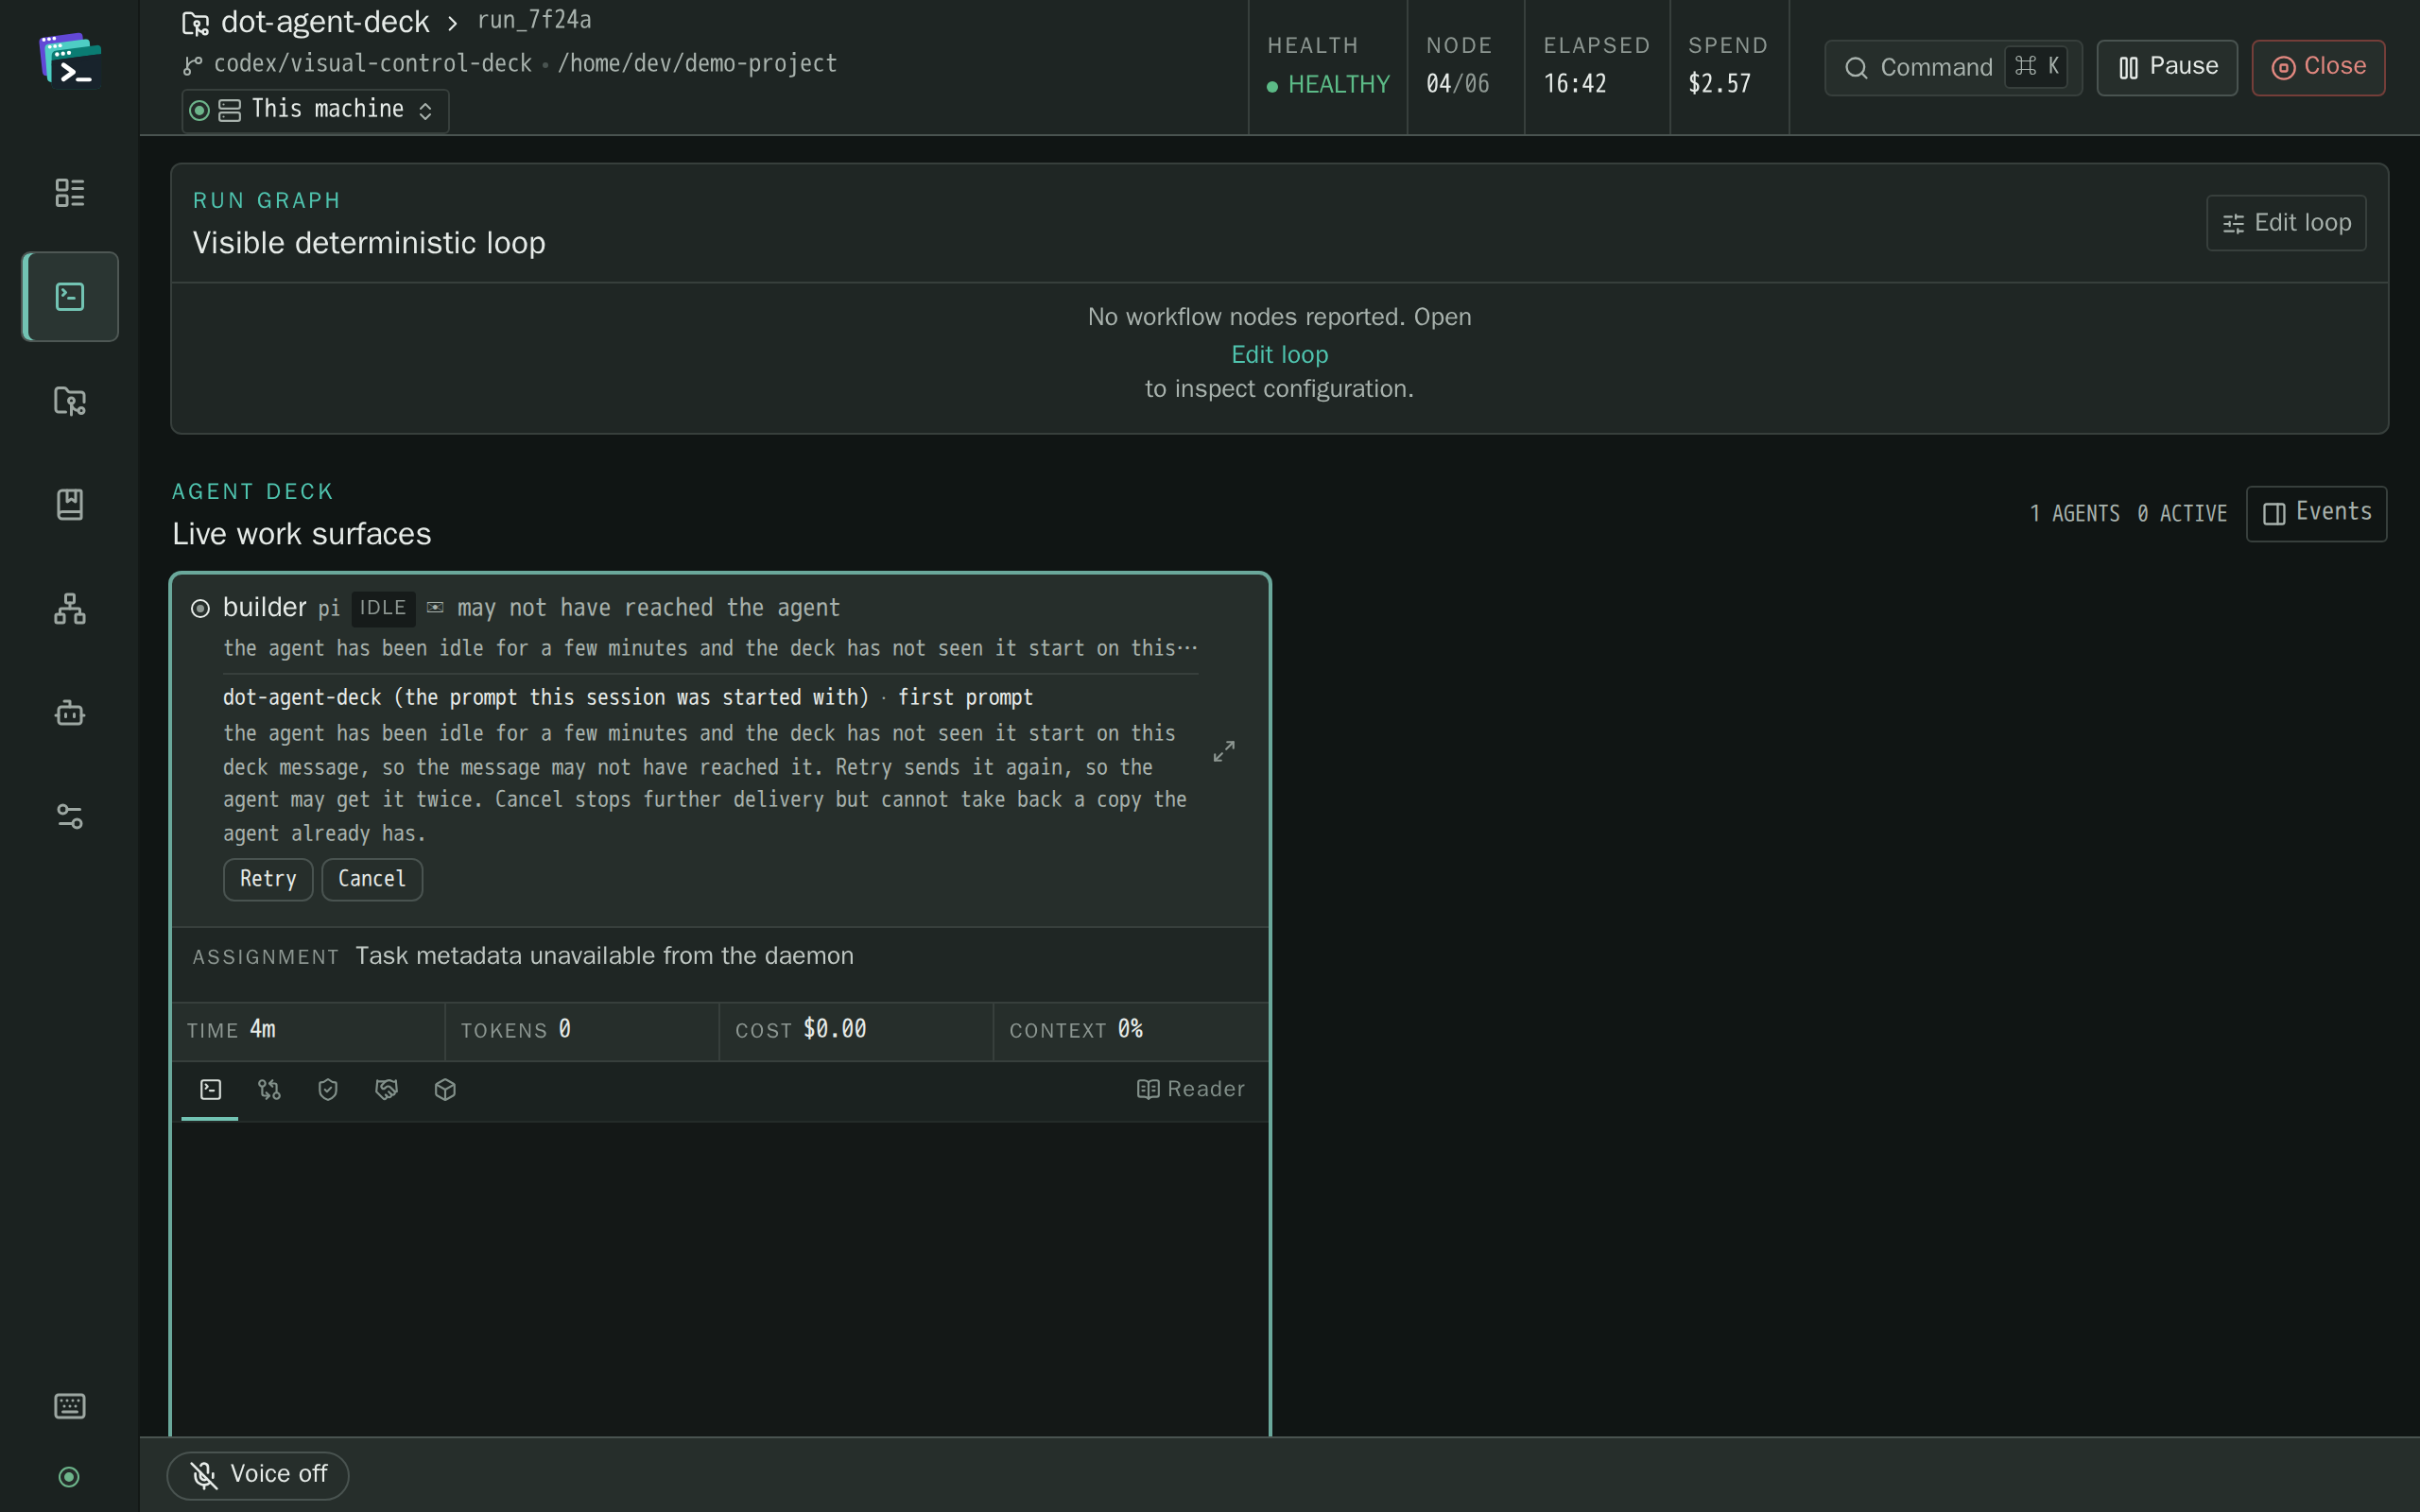 dot-agent-deck > run_7f24a
codex/visual-control-deck • /home/dev/demo-project
This machine
HEALTH
HEALTHY
NODE
04/06
ELAPSED
16:42
SPEND
$2.57
Command ⌘ K
Pause
Close
RUN GRAPH
Visible deterministic loop
Edit loop
No workflow nodes reported. Open
Edit loop
to inspect configuration.
AGENT DECK
Live work surfaces
1 AGENTS 0 ACTIVE
Events
builder pi IDLE may not have reached the agent
the agent has been idle for a few minutes and the deck has not seen it start on this…
dot-agent-deck (the prompt this session was started with) · first prompt
the agent has been idle for a few minutes and the deck has not seen it start on this
deck message, so the message may not have reached it. Retry sends it again, so the
agent may get it twice. Cancel stops further delivery but cannot take back a copy the
agent already has.
Retry Cancel
ASSIGNMENT Task metadata unavailable from the daemon
TIME 4m
TOKENS 0
COST $0.00
CONTEXT 0%
Reader
Voice off